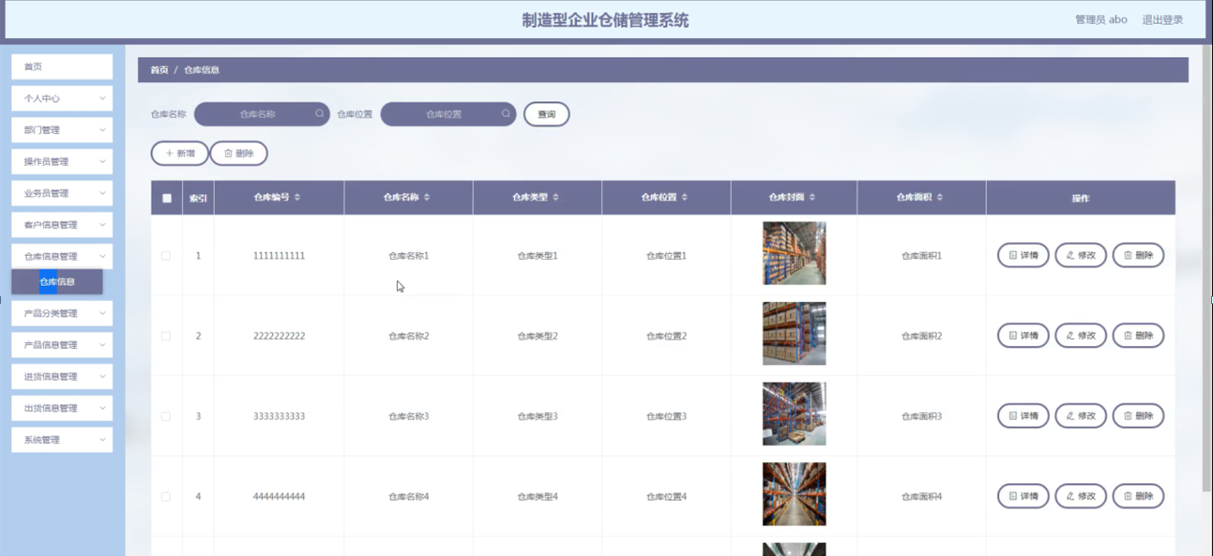 制造型企业仓储管理系统
管理员 abo 退出登录
首页
个人中心
部门管理
操作员管理
业务员管理
客户信息管理
仓库信息管理
仓库信息
产品分类管理
产品信息管理
进货信息管理
出货信息管理
系统管理
首页 / 仓库信息
仓库名称 仓库名称 仓库位置 仓库位置 查询
新增 删除
索引 仓库编号 仓库名称 仓库类型 仓库位置 仓库封面 仓库面积 操作
1 1111111111 仓库名称1 仓库类型1 仓库位置1 仓库面积1 详情 修改 删除
2 2222222222 仓库名称2 仓库类型2 仓库位置2 仓库面积2 详情 修改 删除
3 3333333333 仓库名称3 仓库类型3 仓库位置3 仓库面积3 详情 修改 删除
4 4444444444 仓库名称4 仓库类型4 仓库位置4 仓库面积4 详情 修改 删除